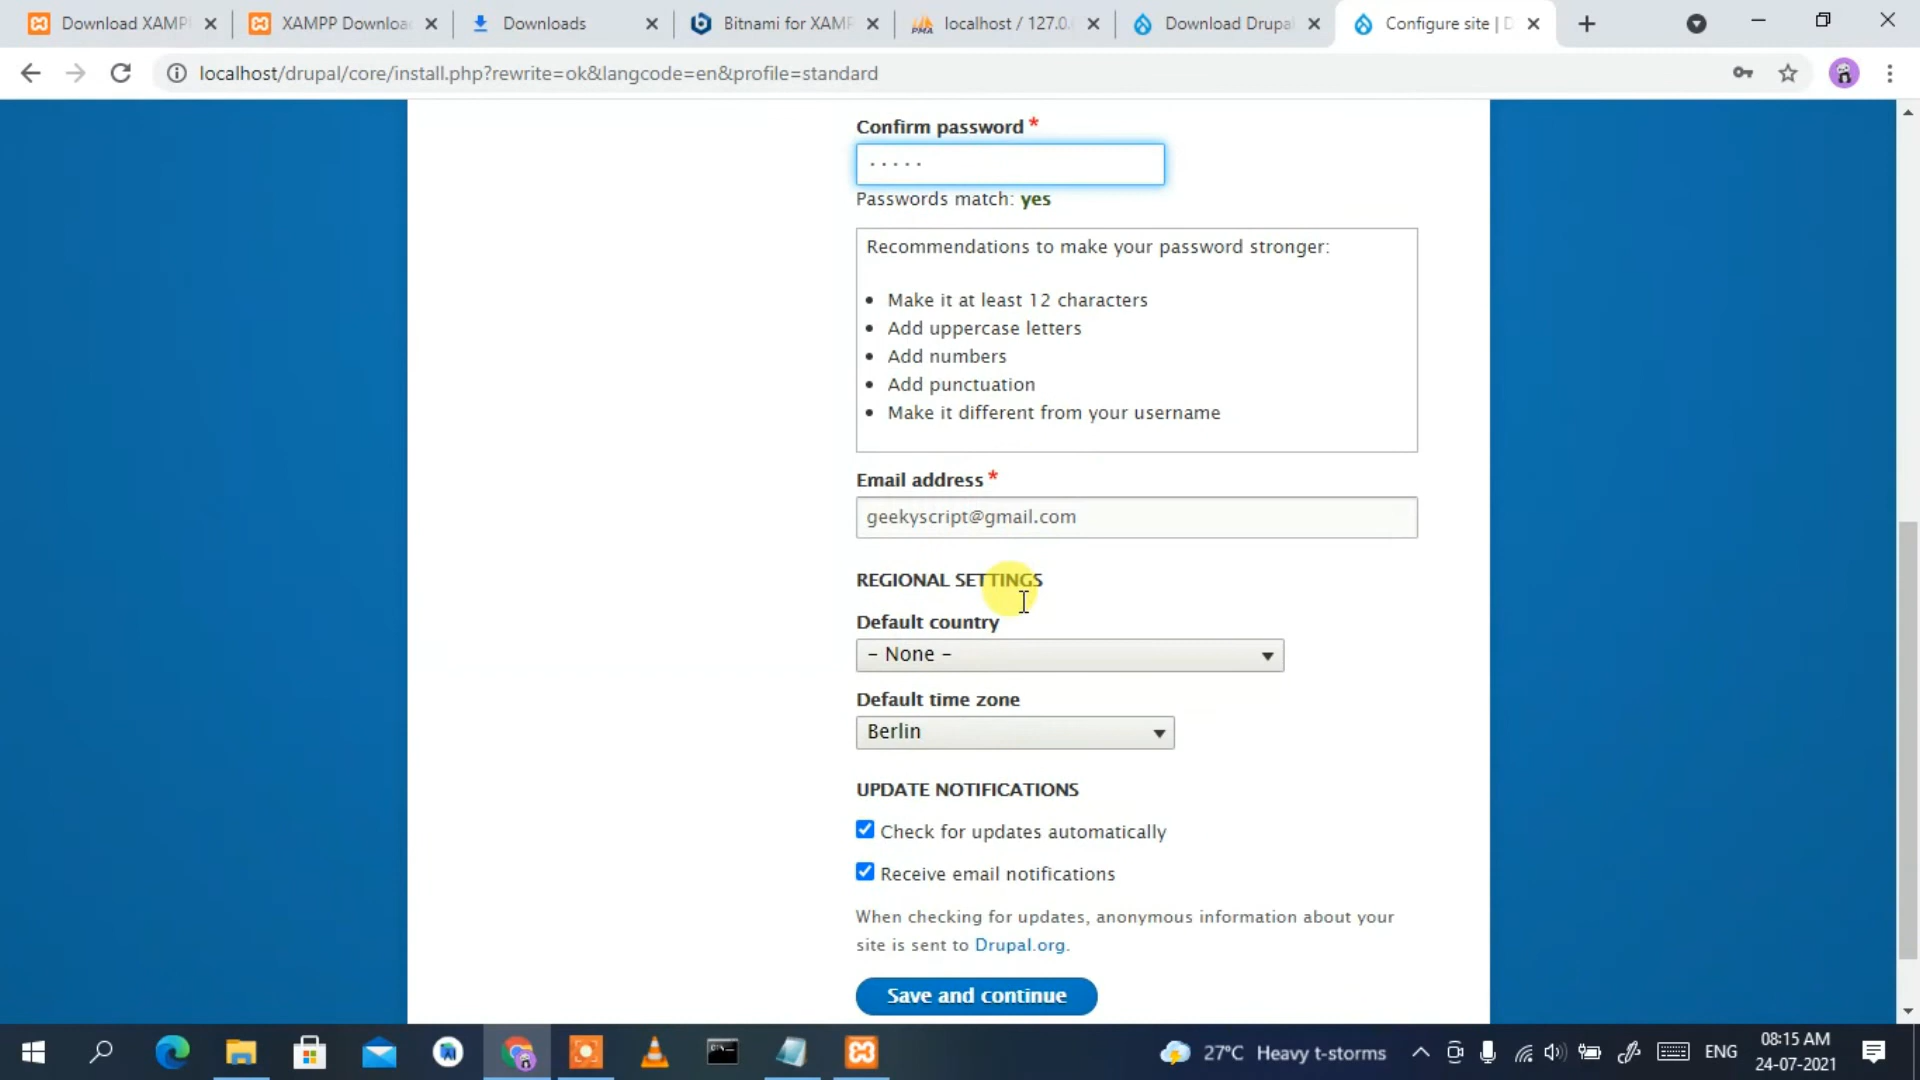 Download XAMP
XAMPP Downloa
Downloads
Bitnami for XAMP
localhost / 127.0.
Download Drupal
Configure site | D
localhost/drupal/core/install.php?rewrite=ok&langcode=en&profile=standard
Confirm password *
·····
Passwords match: yes
Recommendations to make your password stronger:
• Make it at least 12 characters
• Add uppercase letters
• Add numbers
• Add punctuation
• Make it different from your username
Email address *
geekyscript@gmail.com
REGIONAL SETTINGS
Default country
- None -
Default time zone
Berlin
UPDATE NOTIFICATIONS
Check for updates automatically
Receive email notifications
When checking for updates, anonymous information about your
site is sent to Drupal.org.
Save and continue
27°C Heavy t-storms
ENG
08:15 AM
24-07-2021